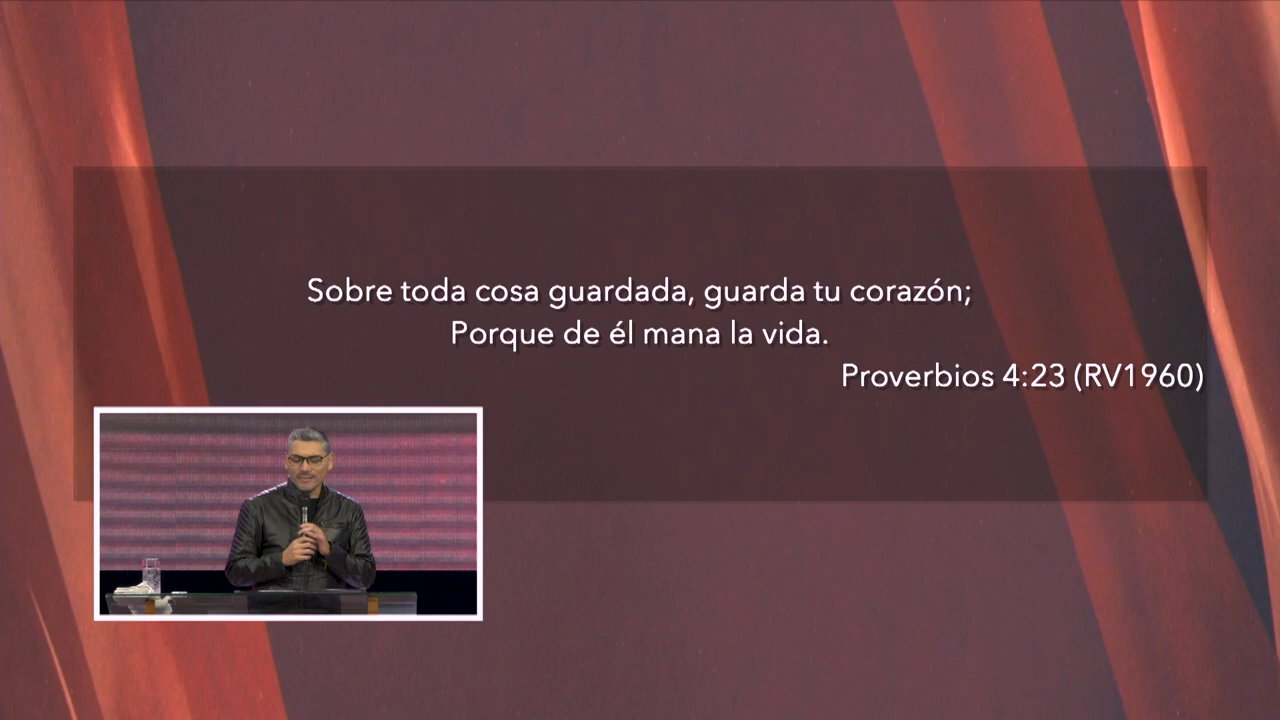 Sobre toda cosa guardada, guarda tu corazón;
Porque de él mana la vida.
Proverbios 4:23 (RV1960)